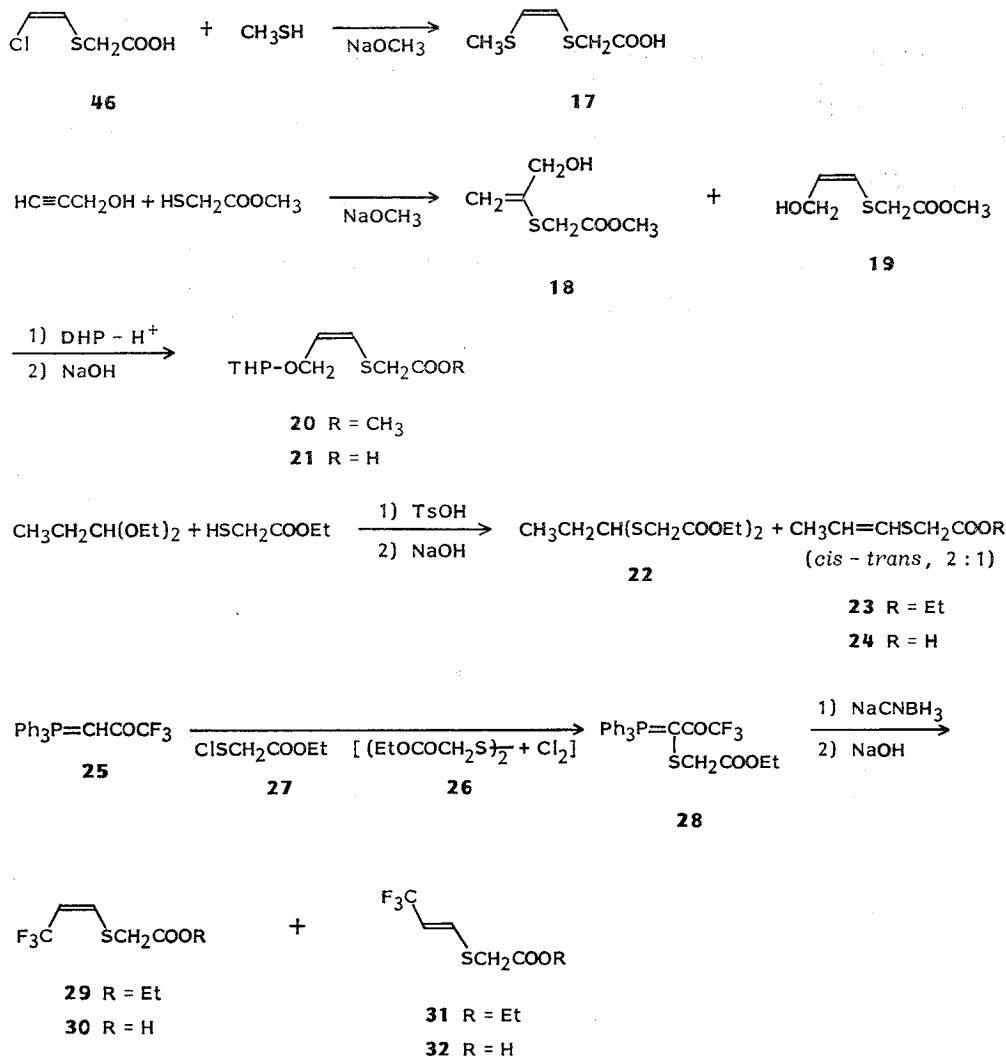 Cl SCH₂COOH + CH₃SH NaOCH₃ CH₃S SCH₂COOH
46 17
HC≡CCH₂OH + HSCH₂COOCH₃ NaOCH₃ CH₂ CH₂OH SCH₂COOCH₃ + HOCH₂ SCH₂COOCH₃
18 19
1) DHP – H⁺
2) NaOH
THP-OCH₂ SCH₂COOR
20 R = CH₃
21 R = H
CH₃CH₂CH(OEt)₂ + HSCH₂COOEt 1) TsOH 2) NaOH CH₃CH₂CH(SCH₂COOEt)₂ + CH₃CH=CHSCH₂COOR
22 (cis - trans, 2 : 1)
23 R = Et
24 R = H
Ph₃P=CHCOCF₃ ClSCH₂COOEt [(EtOCOCH₂S)₂ + Cl₂] Ph₃P=CCOCF₃ 1) NaCNBH₃
25 27 26 SCH₂COOEt 2) NaOH
28
F₃C SCH₂COOR + F₃C SCH₂COOR
29 R = Et 31 R = Et
30 R = H 32 R = H